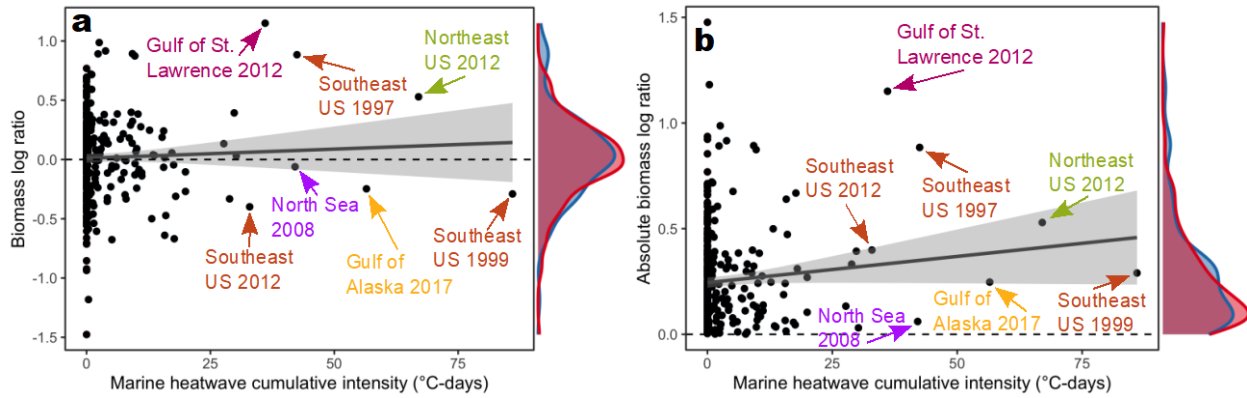 a
Biomass log ratio
1.0
0.5
0.0
-0.5
-1.0
-1.5
Gulf of St.
Lawrence 2012
Southeast
US 1997
Northeast
US 2012
Southeast
US 2012
North Sea
2008
Gulf of
Alaska 2017
Southeast
US 1999
0
25
50
75
Marine heatwave cumulative intensity (°C-days)
b
Absolute biomass log ratio
1.5
1.0
0.5
0.0
Gulf of St.
Lawrence 2012
Southeast
US 2012
Southeast
US 1997
Northeast
US 2012
North Sea
2008
Gulf of
Alaska 2017
Southeast
US 1999
0
25
50
75
Marine heatwave cumulative intensity (°C-days)